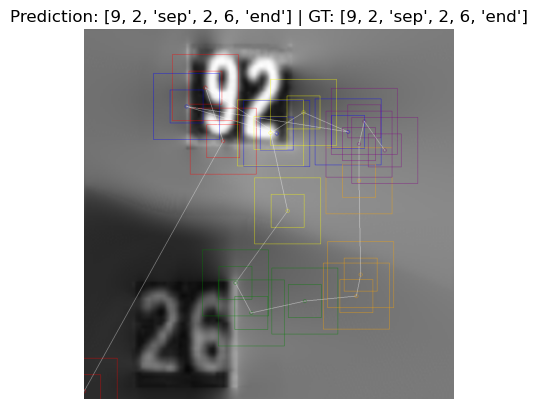 Prediction: [9, 2, 'sep', 2, 6, 'end'] | GT: [9, 2, 'sep', 2, 6, 'end']
92
26